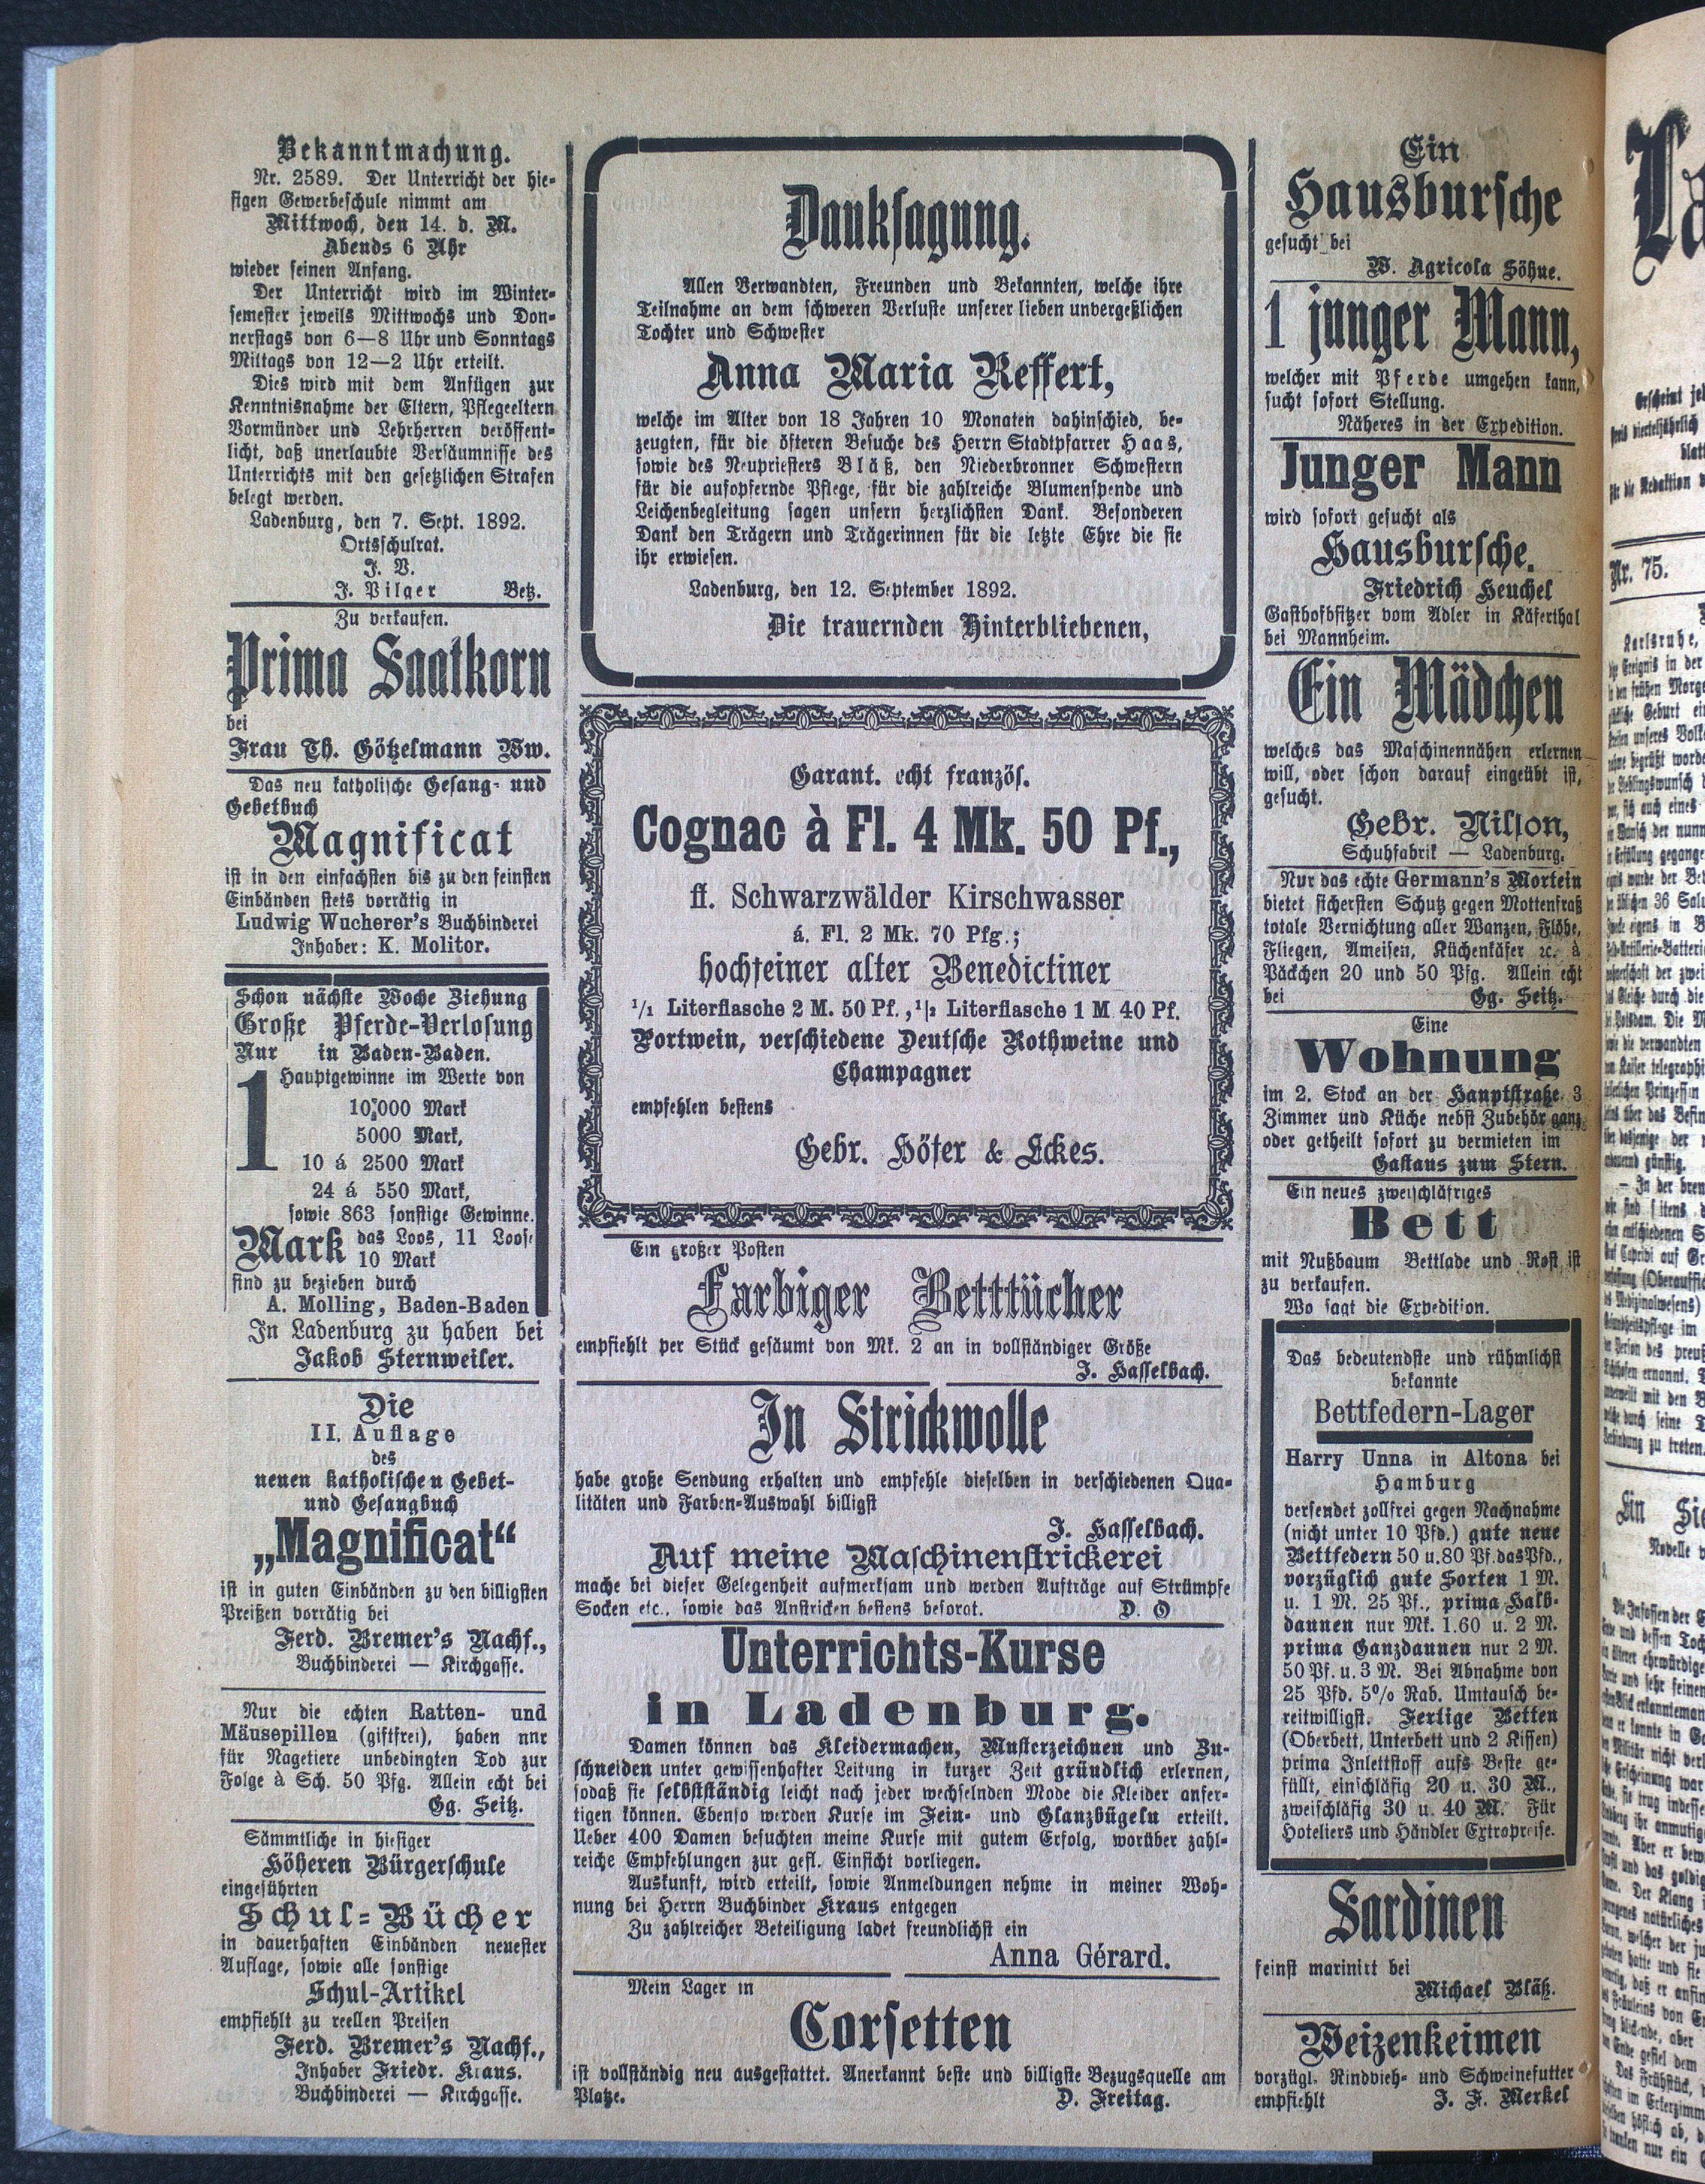 Bekanntmachung.
Nr. 2589. Der Unterricht der hie-
sigen Gewerbeschule nimmt am
Mittwoch, den 14. d. M.
Abends 6 Uhr
wieder seinen Anfang.
Der Unterricht wird im Winter-
semester jeweils Mittwochs und Don-
nerstags von 6—8 Uhr und Sonntags
Mittags von 12—2 Uhr erteilt.
Dies wird mit dem Anfügen zur
Kenntnisnahme der Eltern, Pflegeeltern
Vormünder und Lehrherren veröffent-
licht, daß unerlaubte Versäumnisse des
Unterrichts mit den gesetzlichen Strafen
belegt werden.
Ladenburg, den 7. Sept. 1892.
Ortsschulrat.
J. V.
J. Pilger Betz.
Zu verkaufen.
Prima Saatkorn
bei
Frau Th. Götzelmann Ww.
Das neu katholische Gesang- und
Gebetbuch
Magnificat
ist in den einfachsten bis zu den feinsten
Einbänden stets vorrätig in
Ludwig Wucherer's Buchbinderei
Inhaber: K. Molitor.
Schon nächste Woche Ziehung
Große Pferde-Verlosung
Nur in Baden-Baden.
1 Hauptgewinne im Werte von
10,000 Mark
5000 Mark,
10 á 2500 Mark
24 á 550 Mark,
sowie 863 sonstige Gewinne.
Mark das Loos, 11 Loose
10 Mark
sind zu beziehen durch
A. Molling, Baden-Baden
In Ladenburg zu haben bei
Jakob Sternweiler.
Die
II. Auflage
des
neuen katholischen Gebet-
und Gesangbuch
„Magnificat“
ist in guten Einbänden zu den billigsten
Preißen vorrätig bei
Ferd. Bremer's Nachf.,
Buchbinderei — Kirchgasse.
Nur die echten Ratten- und
Mäusepillen (giftfrei), haben nur
für Nagetiere unbedingten Tod zur
Folge à Sch. 50 Pfg. Allein echt bei
Gg. Seitz.
Sämmtliche in hiesiger
Höheren Bürgerschule
eingeführten
Schul-Bücher
in dauerhaften Einbänden neuester
Auflage, sowie alle sonstige
Schul-Artikel
empfiehlt zu reellen Preisen
Ferd. Bremer's Nachf.,
Inhaber Friedr. Kraus.
Buchbinderei — Kirchgasse.
Danksagung.
Allen Verwandten, Freunden und Bekannten, welche ihre
Teilnahme an dem schweren Verluste unserer lieben unvergeßlichen
Tochter und Schwester
Anna Maria Reffert,
welche im Alter von 18 Jahren 10 Monaten dahinschied, be-
zeugten, für die öfteren Besuche des Herrn Stadtpfarrer Haas,
sowie des Neupriesters Bläß, den Niederbronner Schwestern
für die aufopfernde Pflege, für die zahlreiche Blumenspende und
Leichenbegleitung sagen unsern herzlichsten Dank. Besonderen
Dank den Trägern und Trägerinnen für die letzte Ehre die sie
ihr erwiesen.
Ladenburg, den 12. September 1892.
Die trauernden Hinterbliebenen,
Garant. echt französ.
Cognac à Fl. 4 Mk. 50 Pf.,
ff. Schwarzwälder Kirschwasser
á. Fl. 2 Mk. 70 Pfg.;
hochfeiner alter Benedictiner
1/1 Literflasche 2 M. 50 Pf., 1/2 Literflasche 1 M 40 Pf.
Portwein, verschiedene Deutsche Rothweine und
Champagner
empfehlen bestens
Gebr. Höfer & Eckes.
Ein großer Posten
Farbiger Betttücher
empfiehlt per Stück gesäumt von Mk. 2 an in vollständiger Größe
J. Hasselbach.
In Strickwolle
habe große Sendung erhalten und empfehle dieselben in verschiedenen Qua-
litäten und Farben-Auswahl billigst
J. Hasselbach.
Auf meine Maschinenstrickerei
mache bei dieser Gelegenheit aufmerksam und werden Aufträge auf Strümpfe
Socken etc., sowie das Anstricken bestens besorgt. D. O
Unterrichts-Kurse
in Ladenburg.
Damen können das Kleidermachen, Musterzeichnen und Zu-
schneiden unter gewissenhafter Leitung in kurzer Zeit gründlich erlernen,
sodaß sie selbstständig leicht nach jeder wechselnden Mode die Kleider anfer-
tigen können. Ebenso werden Kurse im Fein- und Glanzbügeln erteilt.
Ueber 400 Damen besuchten meine Kurse mit gutem Erfolg, worüber zahl-
reiche Empfehlungen zur gefl. Einsicht vorliegen.
Auskunft, wird erteilt, sowie Anmeldungen nehme in meiner Woh-
nung bei Herrn Buchbinder Kraus entgegen
Zu zahlreicher Beteiligung ladet freundlichst ein
Anna Gérard.
Mein Lager in
Corsetten
ist vollständig neu ausgestattet. Anerkannt beste und billigste Bezugsquelle am
Platze. D. Freitag.
Ein
Hausbursche
gesucht bei
W. Agricola Söhne.
1 junger Mann,
welcher mit Pferde umgehen kann,
sucht sofort Stellung.
Näheres in der Expedition.
Junger Mann
wird sofort gesucht als
Hausbursche.
Friedrich Heuchel
Gasthofbsitzer vom Adler in Käferthal
bei Mannheim.
Ein Mädchen
welches das Maschinennähen erlernen
will, oder schon darauf eingeübt ist,
gesucht.
Gebr. Nilson,
Schuhfabrik — Ladenburg.
Nur das echte Germann's Mortein
bietet sichersten Schutz gegen Mottenfraß
totale Vernichtung aller Wanzen, Flöhe,
Fliegen, Ameisen, Küchenkäfer ꝛc. à
Päckchen 20 und 50 Pfg. Allein echt
bei Gg. Seitz.
Eine
Wohnung
im 2. Stock an der Hauptstraße 3
Zimmer und Küche nebst Zubehör ganz
oder getheilt sofort zu vermieten im
Gastaus zum Stern.
Ein neues zweischläfriges
Bett
mit Nußbaum Bettlade und Rost ist
zu verkaufen.
Wo sagt die Expedition.
Das bedeutendste und rühmlichst
bekannte
Bettfedern-Lager
Harry Unna in Altona bei
Hamburg
versendet zollfrei gegen Nachnahme
(nicht unter 10 Pfd.) gute neue
Bettfedern 50 u. 80 Pf. das Pfd.,
vorzüglich gute Sorten 1 M.
u. 1 M. 25 Pf., prima Halb-
dannen nur Mk. 1.60 u. 2 M.
prima Ganzdaunen nur 2 M.
50 Pf. u. 3 M. Bei Abnahme von
25 Pfd. 5% Rab. Umtausch be-
reitwilligst. Fertige Betten
(Oberbett, Unterbett und 2 Kissen)
prima Inlettstoff aufs Beste ge-
füllt, einschläfig 20 u. 30 M.,
zweischläfig 30 u. 40 M. Für
Hoteliers und Händler Extrapreise.
Sardinen
feinst marinirt bei
Michael Bläß.
Weizenkeimen
vorzügl. Rindvieh- und Schweinefutter
empfiehlt J. F. Merkel
Nr. 75.
Karlsruhe,